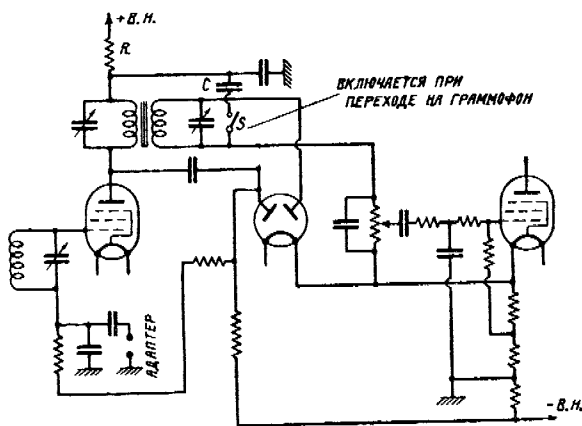 + В.Н.
R
C
S
ВКЛЮЧАЕТСЯ ПРИ
ПЕРЕХОДЕ НА ГРАММОФОН
АДАПТЕР
- В.Н.